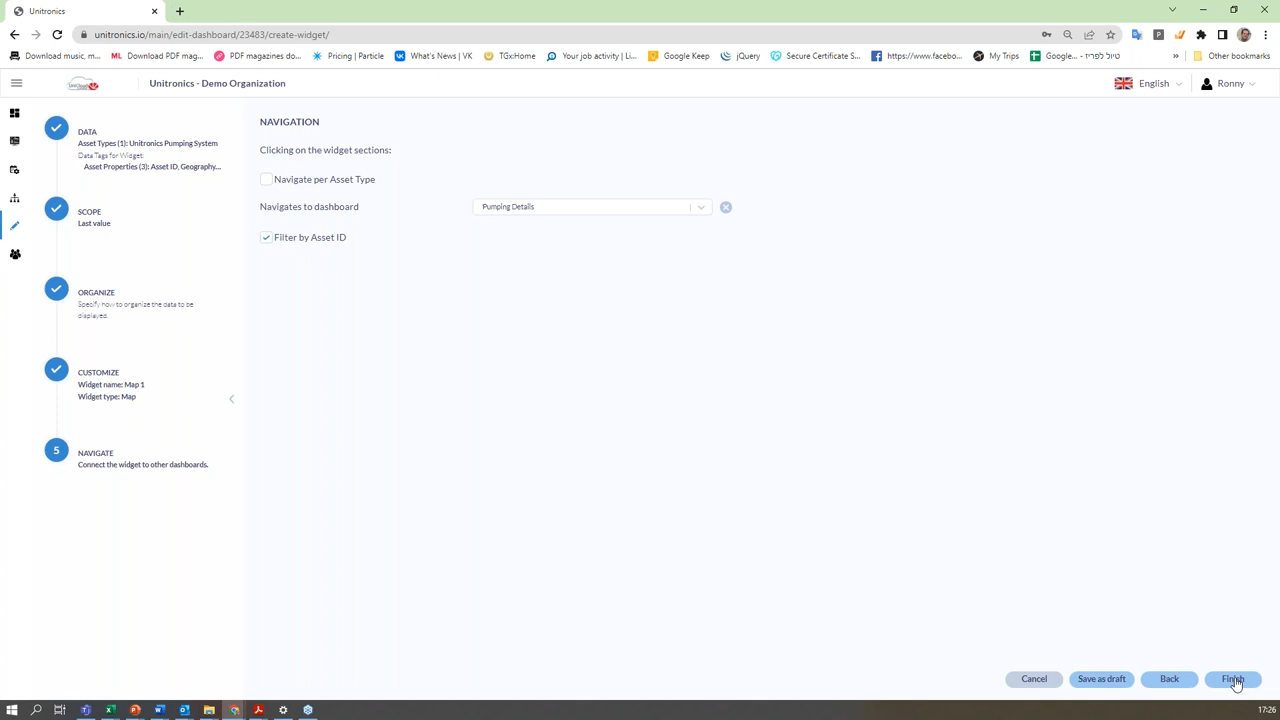 Unitronics
unitronics.io/main/edit-dashboard/23483/create-widget/
Download music, m...
ML Download PDF mag...
PDF magazines do...
Pricing | Particle
What's News | VK
TGx:Home
Your job activity | Li...
Google Keep
jQuery
Secure Certificate S...
https://www.facebo...
My Trips
Google... - טיול לפריז
»
Other bookmarks
Unitronics - Demo Organization
English
Ronny
DATA
Asset Types (1): Unitronics Pumping System
Data Tags for Widget:
Asset Properties (3): Asset ID, Geography...
SCOPE
Last value
ORGANIZE
Specify how to organize the data to be
displayed.
CUSTOMIZE
Widget name: Map 1
Widget type: Map
5
NAVIGATE
Connect the widget to other dashboards.
NAVIGATION
Clicking on the widget sections:
Navigate per Asset Type
Navigates to dashboard
Pumping Details
Filter by Asset ID
Cancel
Save as draft
Back
Finish
17:26